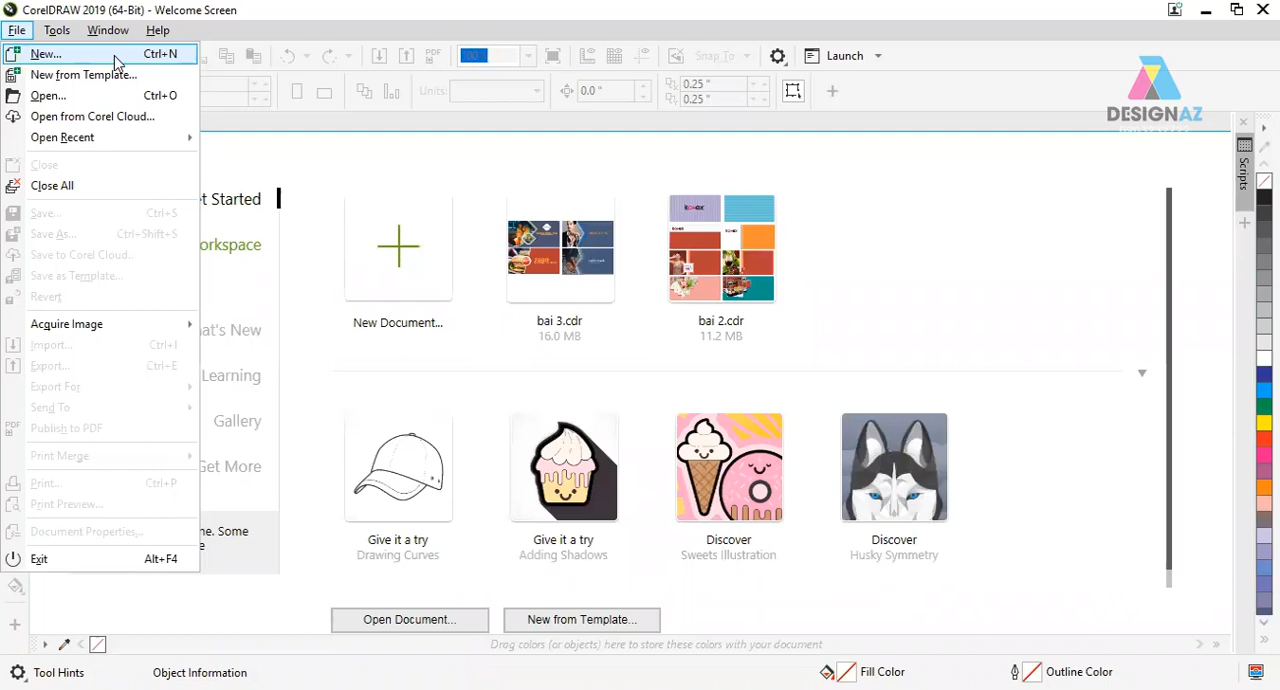 CorelDRAW 2019 (64-Bit) - Welcome Screen
File Tools Window Help
New... Ctrl+N
New from Template...
Open... Ctrl+O
Open from Corel Cloud...
Open Recent
Close
Close All
Save... Ctrl+S
Save As... Ctrl+Shift+S
Save to Corel Cloud...
Save as Template...
Revert
Acquire Image
Import... Ctrl+I
Export... Ctrl+E
Export For
Send To
Publish to PDF
Print Merge
Print... Ctrl+P
Print Preview...
Document Properties...
Exit Alt+F4
PDF
Snap To
Launch
Units:
0.0 °
0.25 "
0.25 "
DESIGNAZ
Scripts
et Started
orkspace
at's New
Learning
Gallery
Get More
ne. Some
e
New Document...
bai 3.cdr
16.0 MB
bai 2.cdr
11.2 MB
Give it a try
Drawing Curves
Give it a try
Adding Shadows
Discover
Sweets Illustration
Discover
Husky Symmetry
Open Document...
New from Template...
Drag colors (or objects) here to store these colors with your document
Tool Hints
Object Information
Fill Color
Outline Color